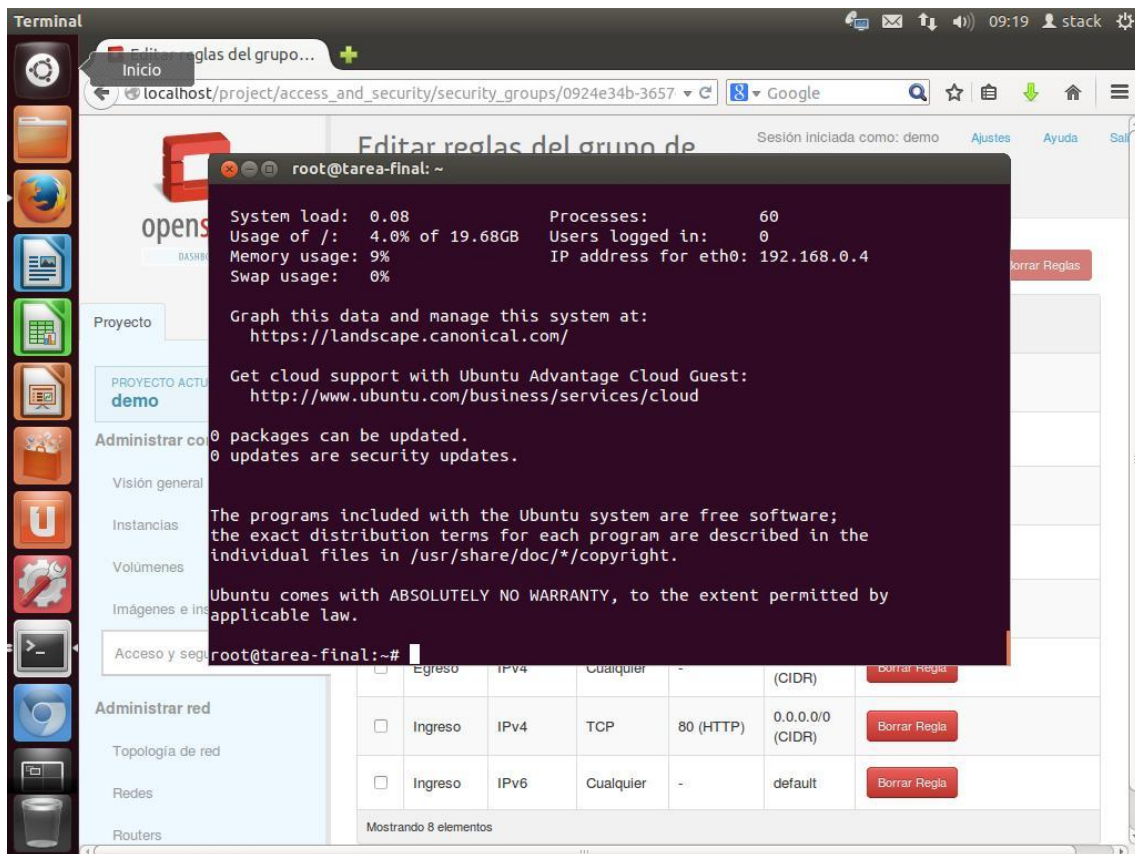 Terminal
09:19 stack
Editar reglas del grupo…
Inicio
localhost/project/access_and_security/security_groups/0924e34b-3657
8 Google
Editar reglas del grupo de
Sesión iniciada como: demo
Ajustes
Ayuda
Sali
opens
DASHB
Proyecto
PROYECTO ACTU
demo
Administrar co
Visión general
Instancias
Volúmenes
Imágenes e ins
Acceso y segu
Administrar red
Topología de red
Redes
Routers
Borrar Reglas
root@tarea-final: ~
System load: 0.08 Processes: 60
Usage of /: 4.0% of 19.68GB Users logged in: 0
Memory usage: 9% IP address for eth0: 192.168.0.4
Swap usage: 0%
Graph this data and manage this system at:
https://landscape.canonical.com/
Get cloud support with Ubuntu Advantage Cloud Guest:
http://www.ubuntu.com/business/services/cloud
0 packages can be updated.
0 updates are security updates.
The programs included with the Ubuntu system are free software;
the exact distribution terms for each program are described in the
individual files in /usr/share/doc/*/copyright.
Ubuntu comes with ABSOLUTELY NO WARRANTY, to the extent permitted by
applicable law.
root@tarea-final:~#
Egreso IPv4 Cualquier - (CIDR) Borrar Regla
Ingreso IPv4 TCP 80 (HTTP) 0.0.0.0/0 (CIDR) Borrar Regla
Ingreso IPv6 Cualquier - default Borrar Regla
Mostrando 8 elementos